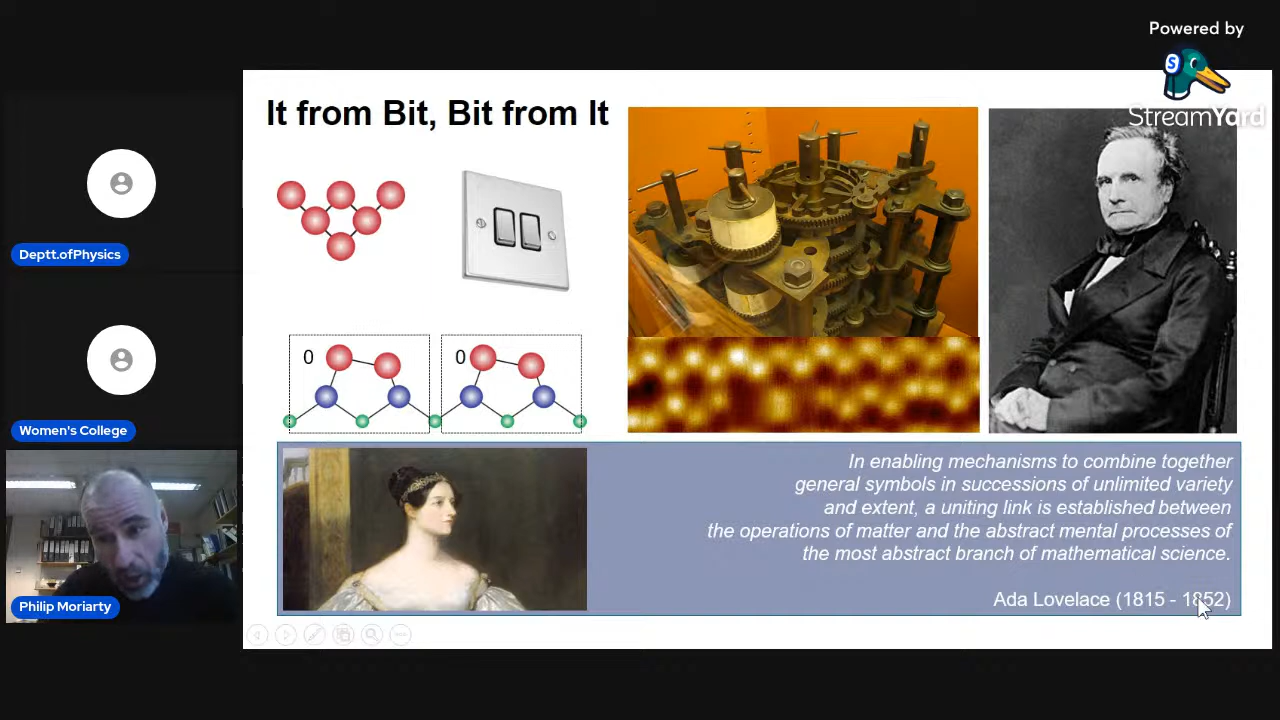 Powered by
S
StreamYard
It from Bit, Bit from It
Deptt.ofPhysics
0
0
Women's College
In enabling mechanisms to combine together
general symbols in successions of unlimited variety
and extent, a uniting link is established between
the operations of matter and the abstract mental processes of
the most abstract branch of mathematical science.
Ada Lovelace (1815 - 1852)
Philip Moriarty